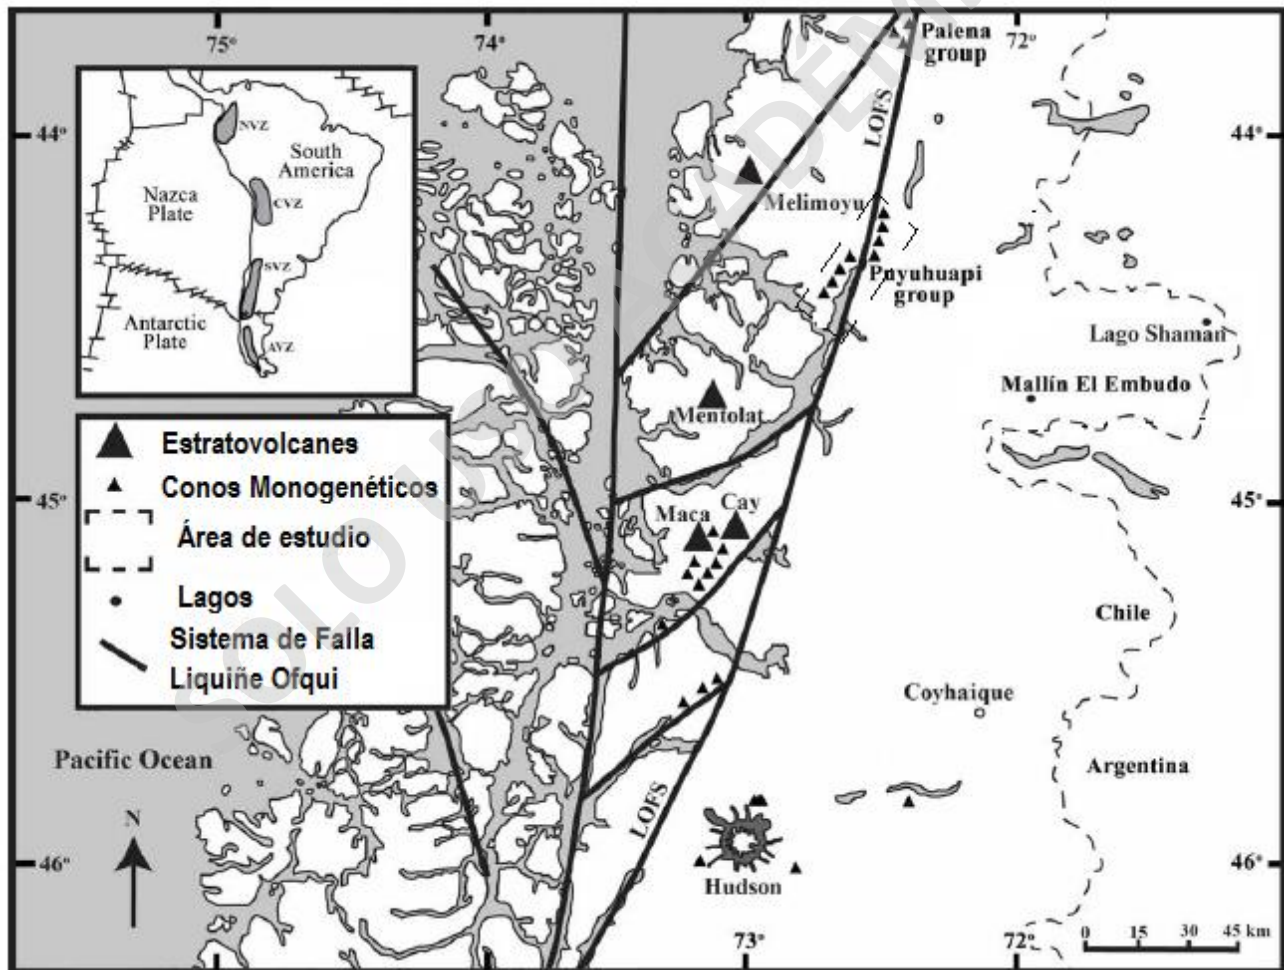 75°
74°
72°
Palena
group
44°
44°
LOFS
NVZ
South
America
Nazca
Plate
CVZ
SVZ
Antarctic
Plate
AVZ
Melimoyu
Puyuhuapi
group
Lago Shaman
Mallín El Embudo
Mentolat
Estratovolcanes
Conos Monogenéticos
Área de estudio
Lagos
Sistema de Falla
Liquiñe Ofqui
45°
45°
Maca
Cay
Chile
Coyhaique
Pacific Ocean
Argentina
LOFS
N
46°
46°
Hudson
73°
72°
0 15 30 45 km
SOLO USO ACADÉM